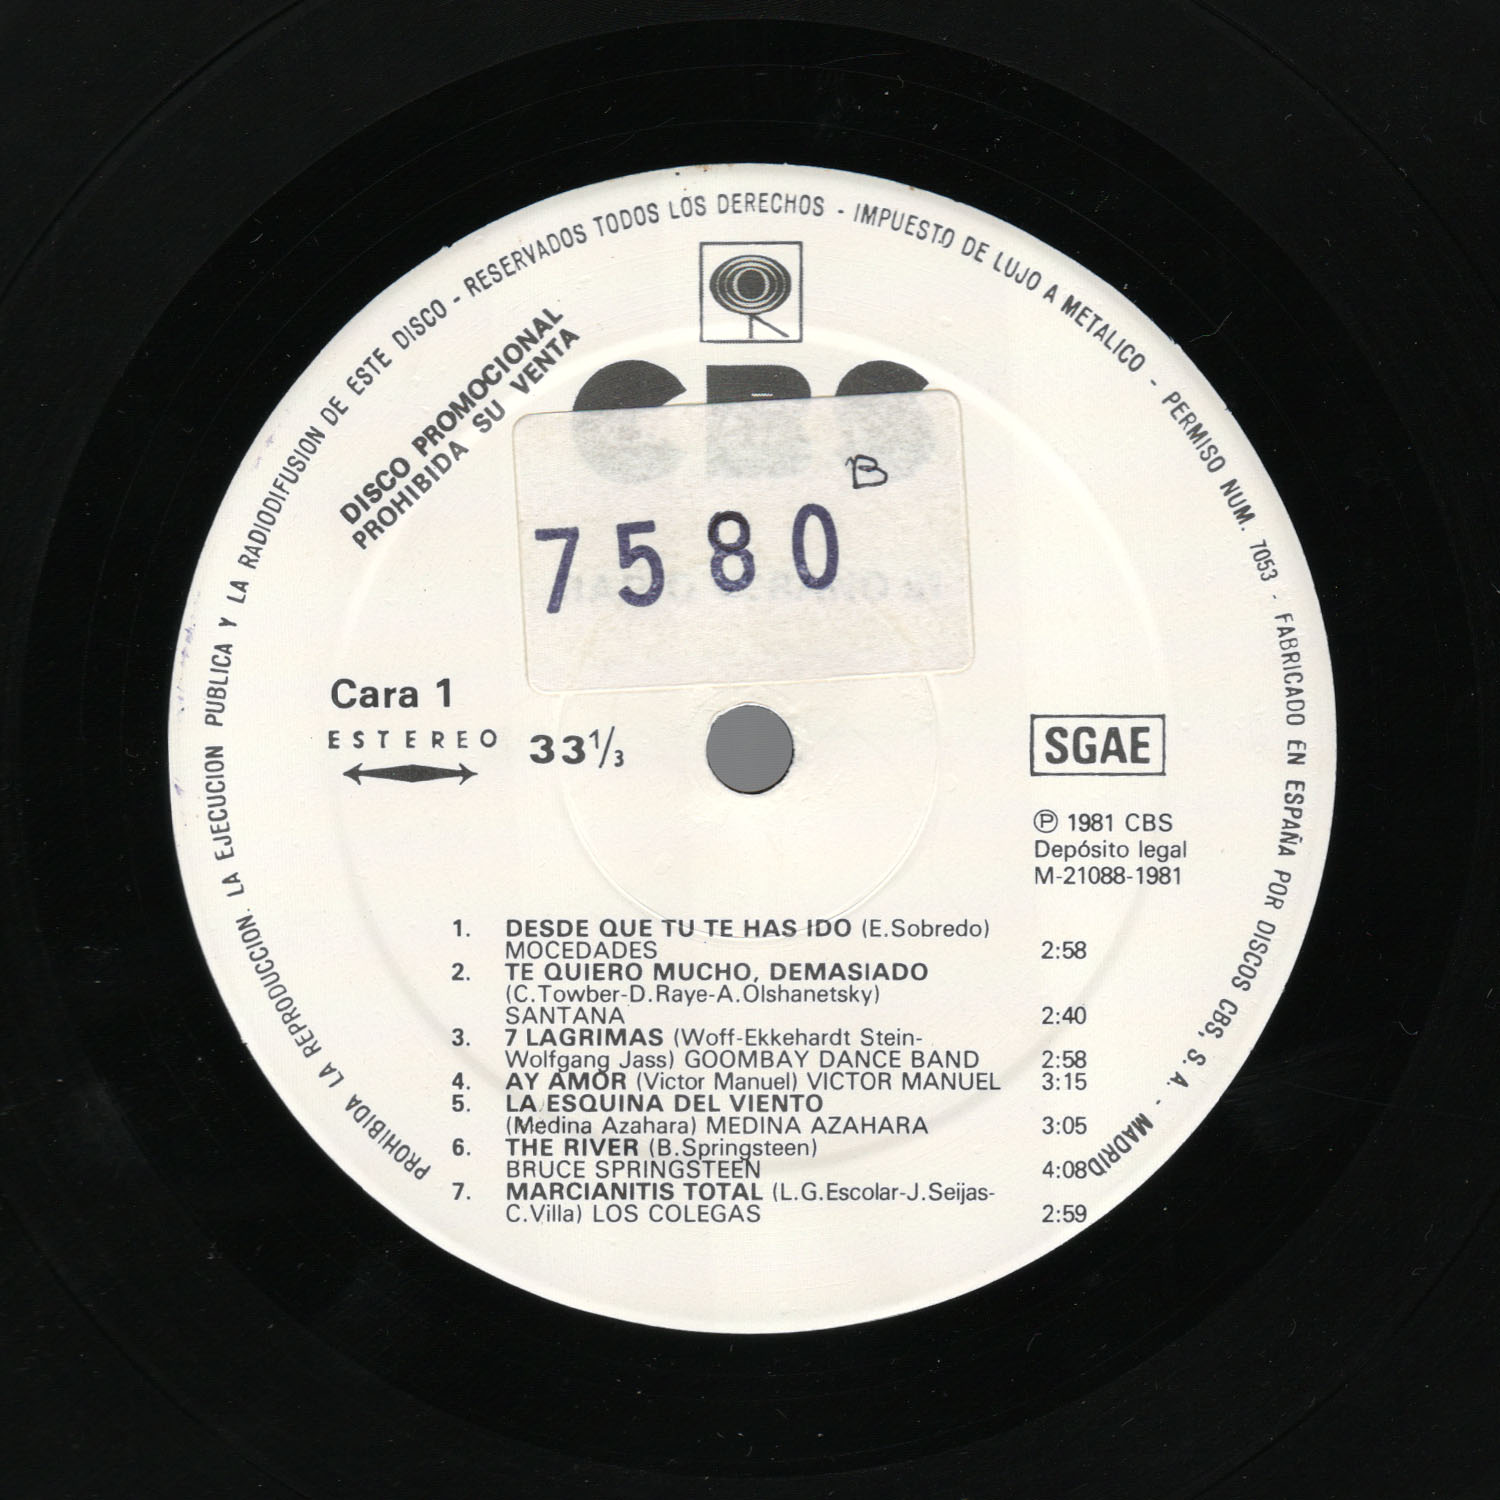 PROHIBIDA LA REPRODUCCION. LA EJECUCION PUBLICA Y LA RADIODIFUSION DE ESTE DISCO - RESERVADOS TODOS LOS DERECHOS - IMPUESTO DE LUJO A METALICO - PERMISO NUM. 7053 - FABRICADO EN ESPAÑA POR DISCOS CBS, S. A. - MADRID
DISCO PROMOCIONAL
PROHIBIDA SU VENTA
CBS
B
7580
Cara 1
ESTEREO 33 1/3
SGAE
℗ 1981 CBS
Depósito legal
M-21088-1981
1. DESDE QUE TU TE HAS IDO (E.Sobredo)
MOCEDADES 2:58
2. TE QUIERO MUCHO, DEMASIADO
(C.Towber-D.Raye-A.Olshanetsky)
SANTANA 2:40
3. 7 LAGRIMAS (Woff-Ekkehardt Stein-
Wolfgang Jass) GOOMBAY DANCE BAND 2:58
4. AY AMOR (Victor Manuel) VICTOR MANUEL 3:15
5. LA ESQUINA DEL VIENTO
(Medina Azahara) MEDINA AZAHARA 3:05
6. THE RIVER (B.Springsteen)
BRUCE SPRINGSTEEN 4:08
7. MARCIANITIS TOTAL (L.G.Escolar-J.Seijas-
C.Villa) LOS COLEGAS 2:59